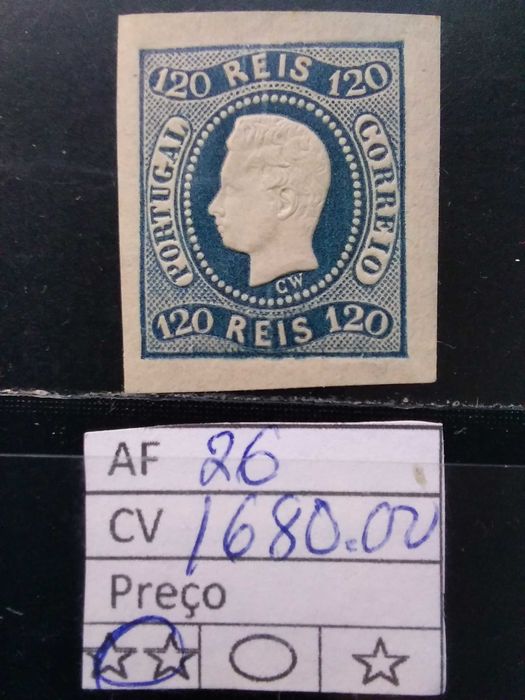 120 REIS 120
PORTUGAL
CORREIO
CW
120 REIS 120
AF 26
CV 1680.00
Preço